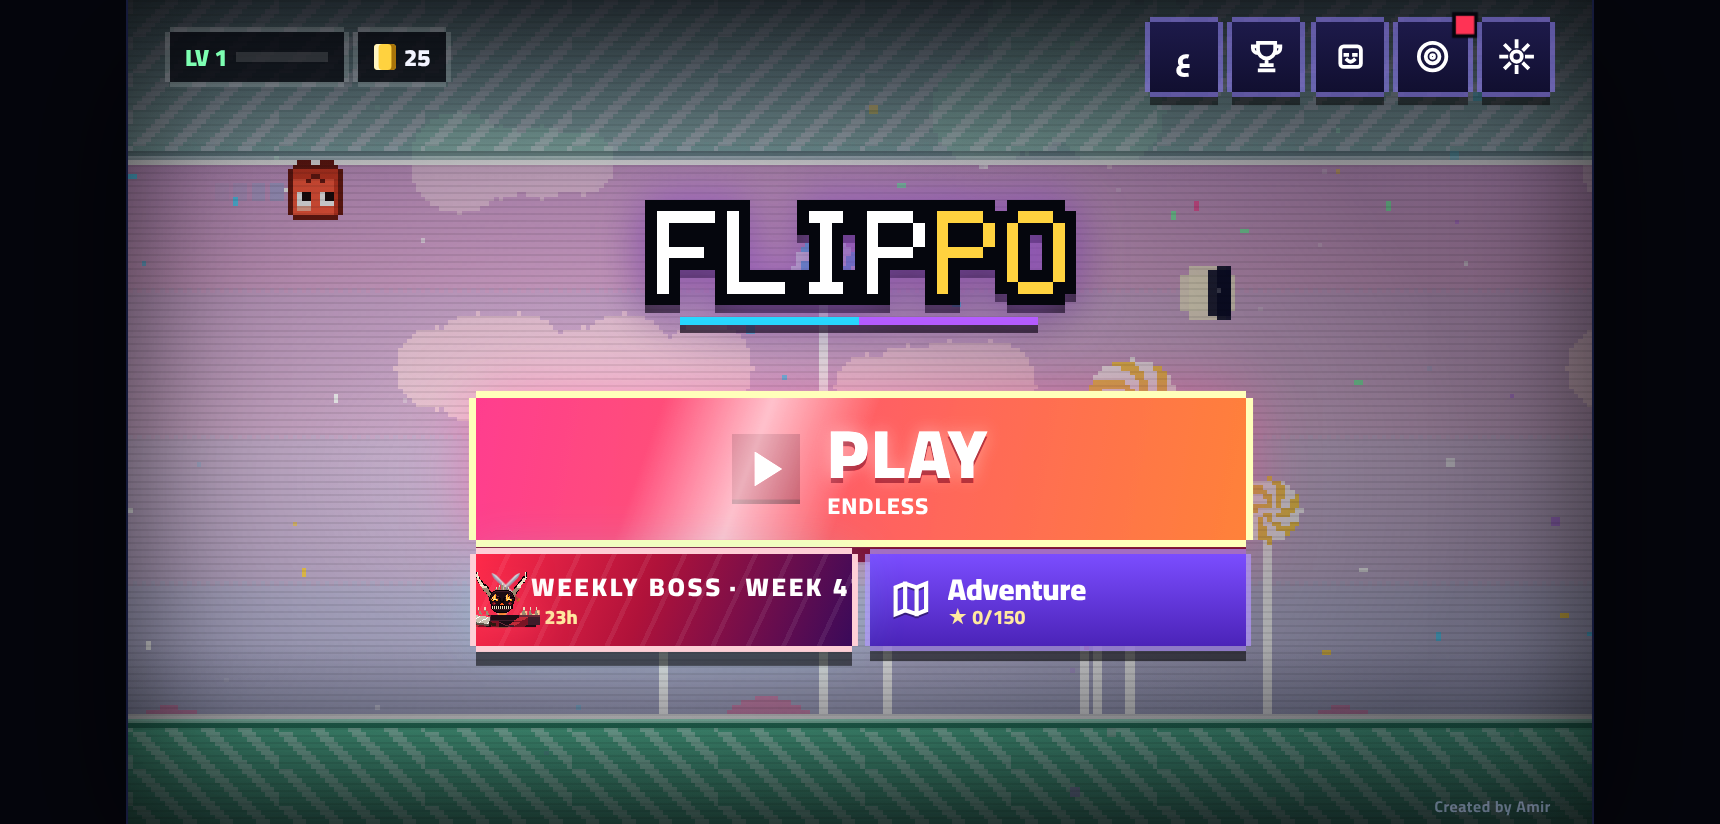 LV 1
25
ع
FLIPPO
PLAY
ENDLESS
WEEKLY BOSS · WEEK 4
23h
Adventure
★ 0/150
Created by Amir